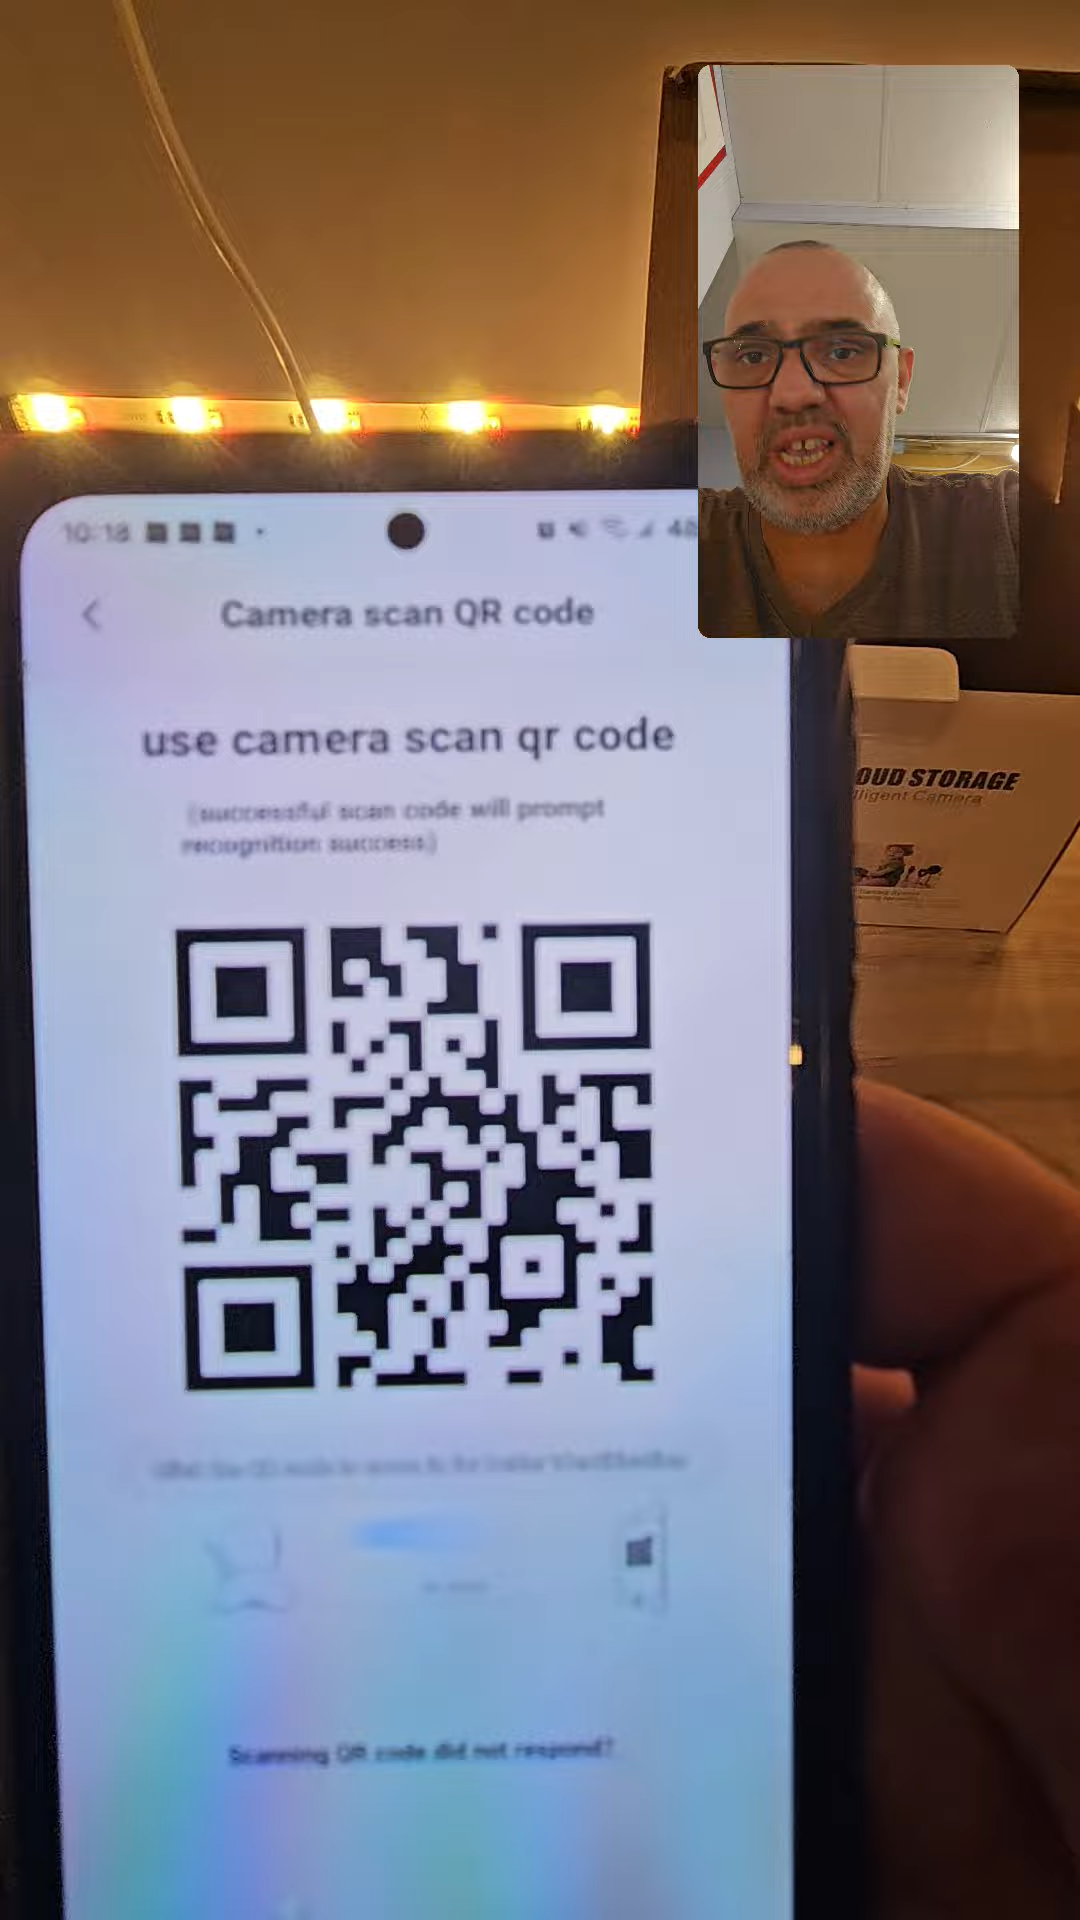 10:18
Camera scan QR code
use camera scan qr code
(successful scan code will prompt
recognition success)
OUD STORAGE
lligent Camera
Scanning QR code did not respond?